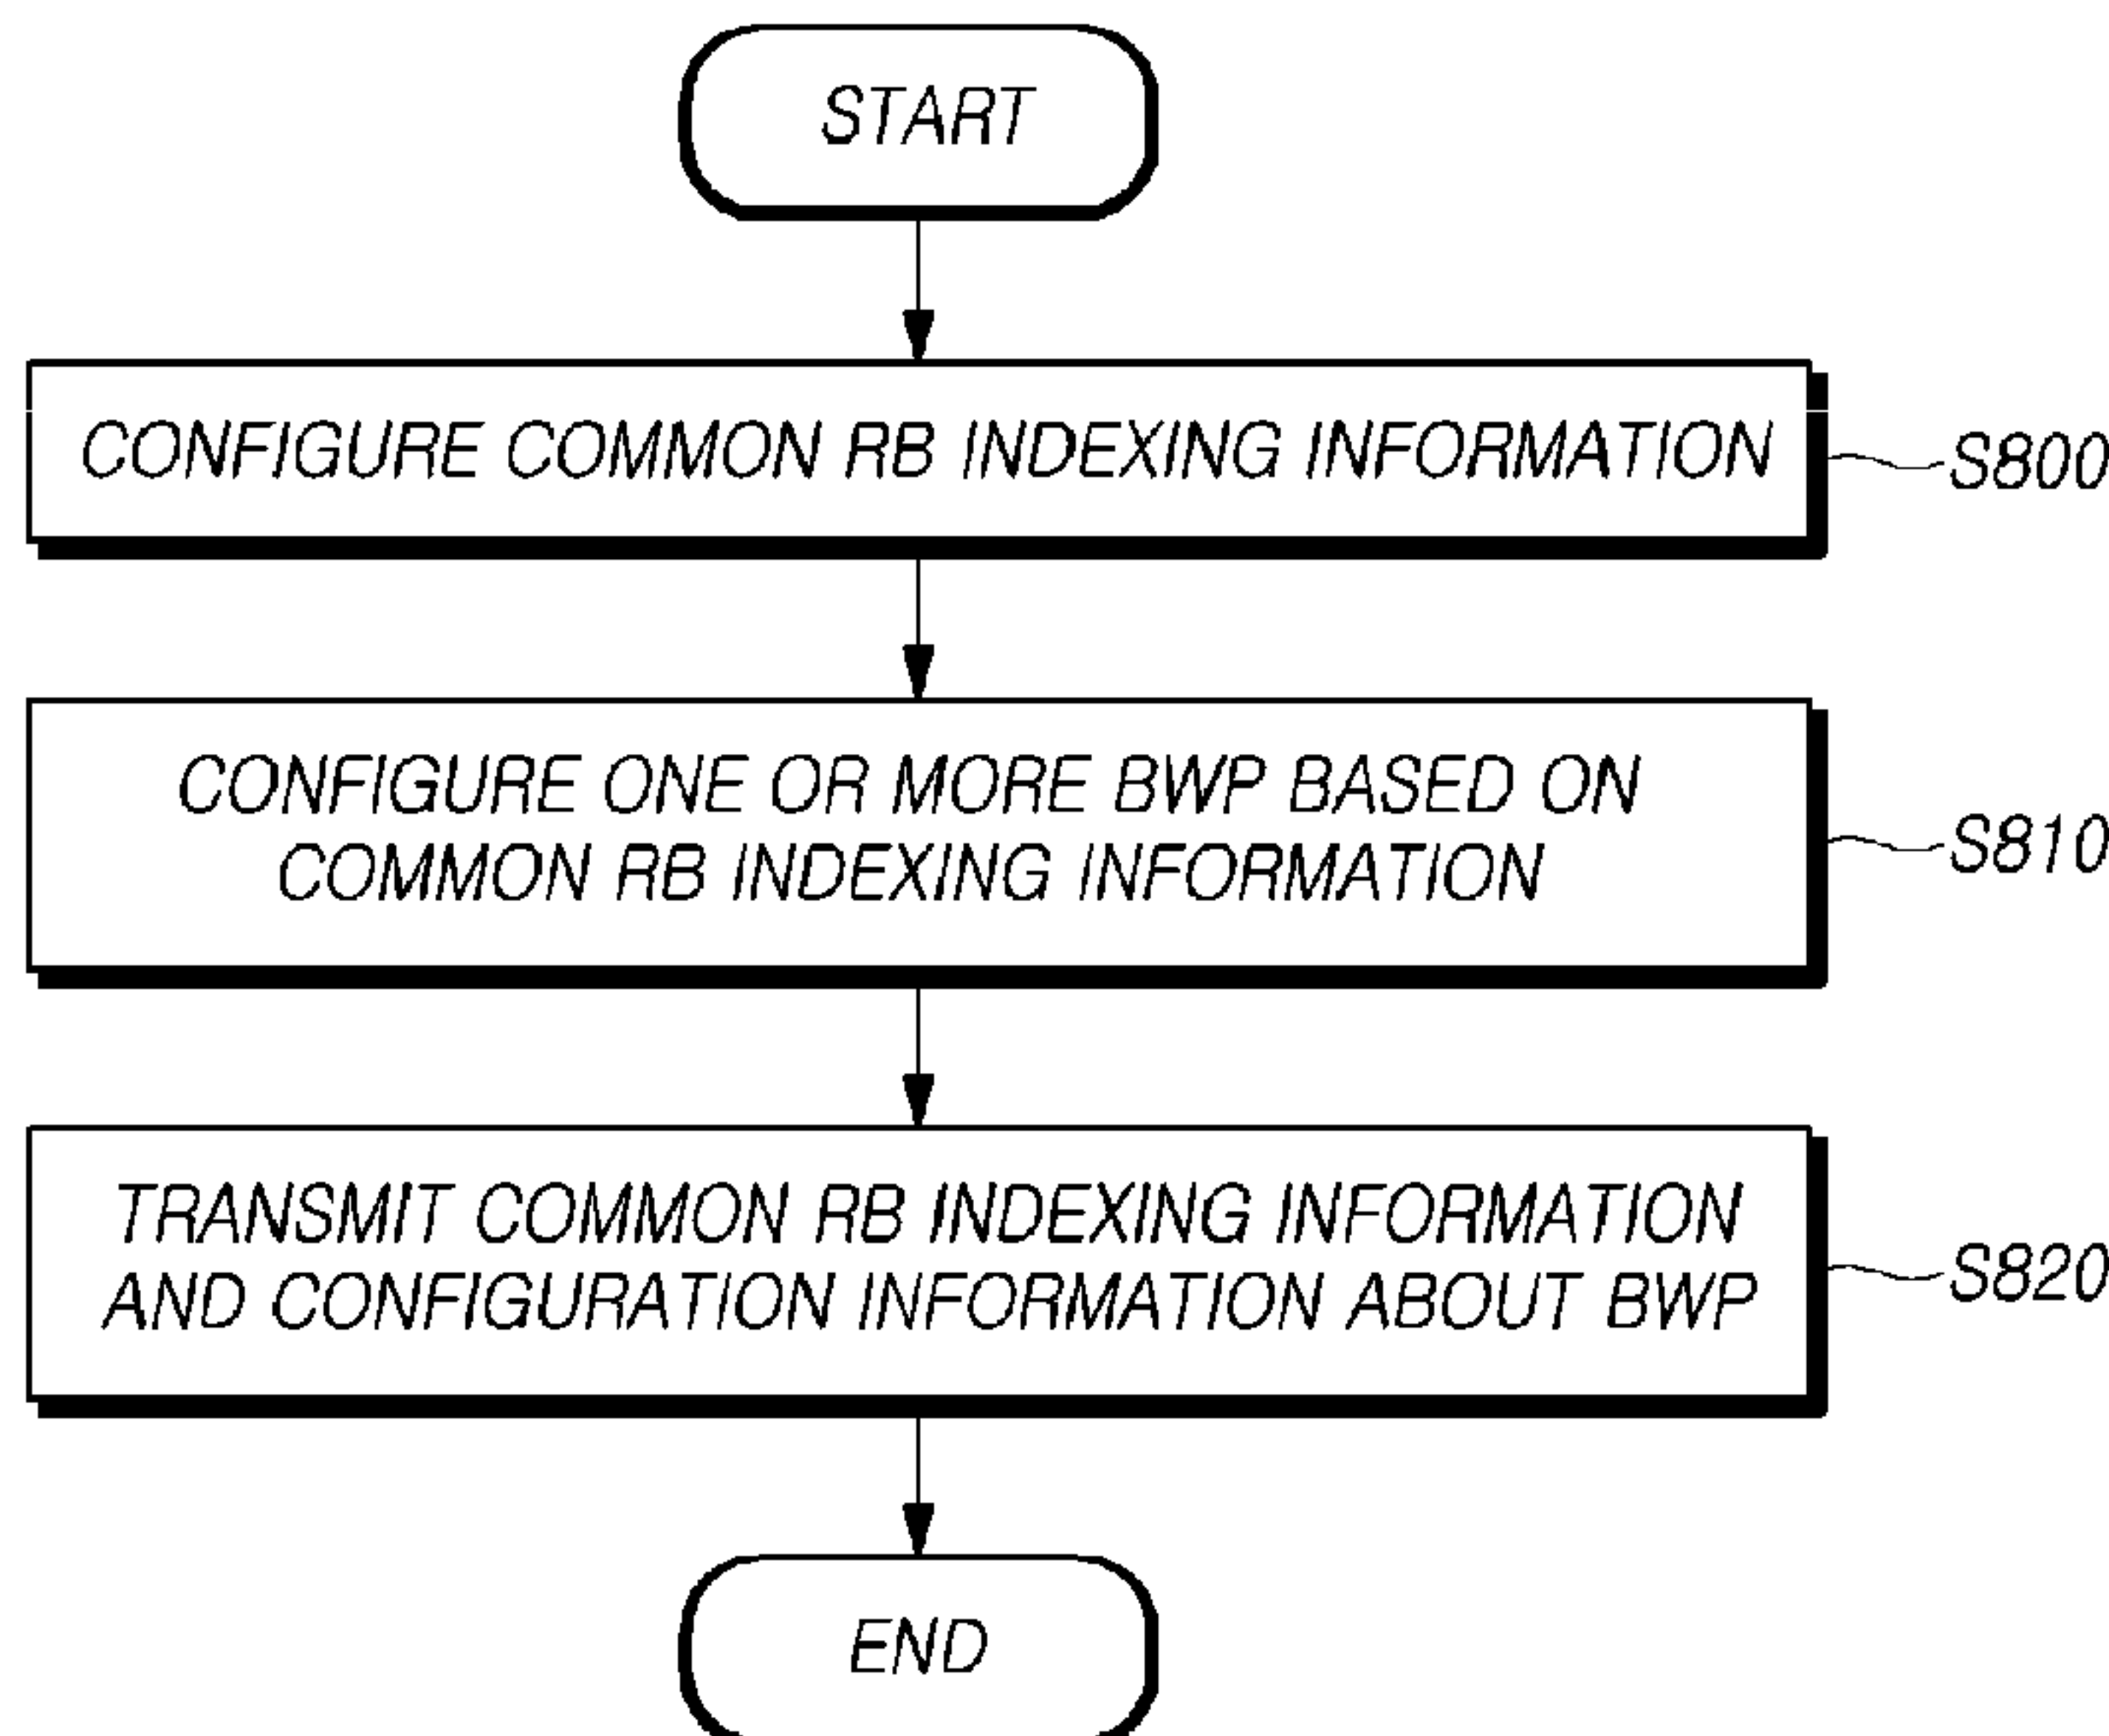 START
CONFIGURE COMMON RB INDEXING INFORMATION
S800
CONFIGURE ONE OR MORE BWP BASED ON
COMMON RB INDEXING INFORMATION
S810
TRANSMIT COMMON RB INDEXING INFORMATION
AND CONFIGURATION INFORMATION ABOUT BWP
S820
END